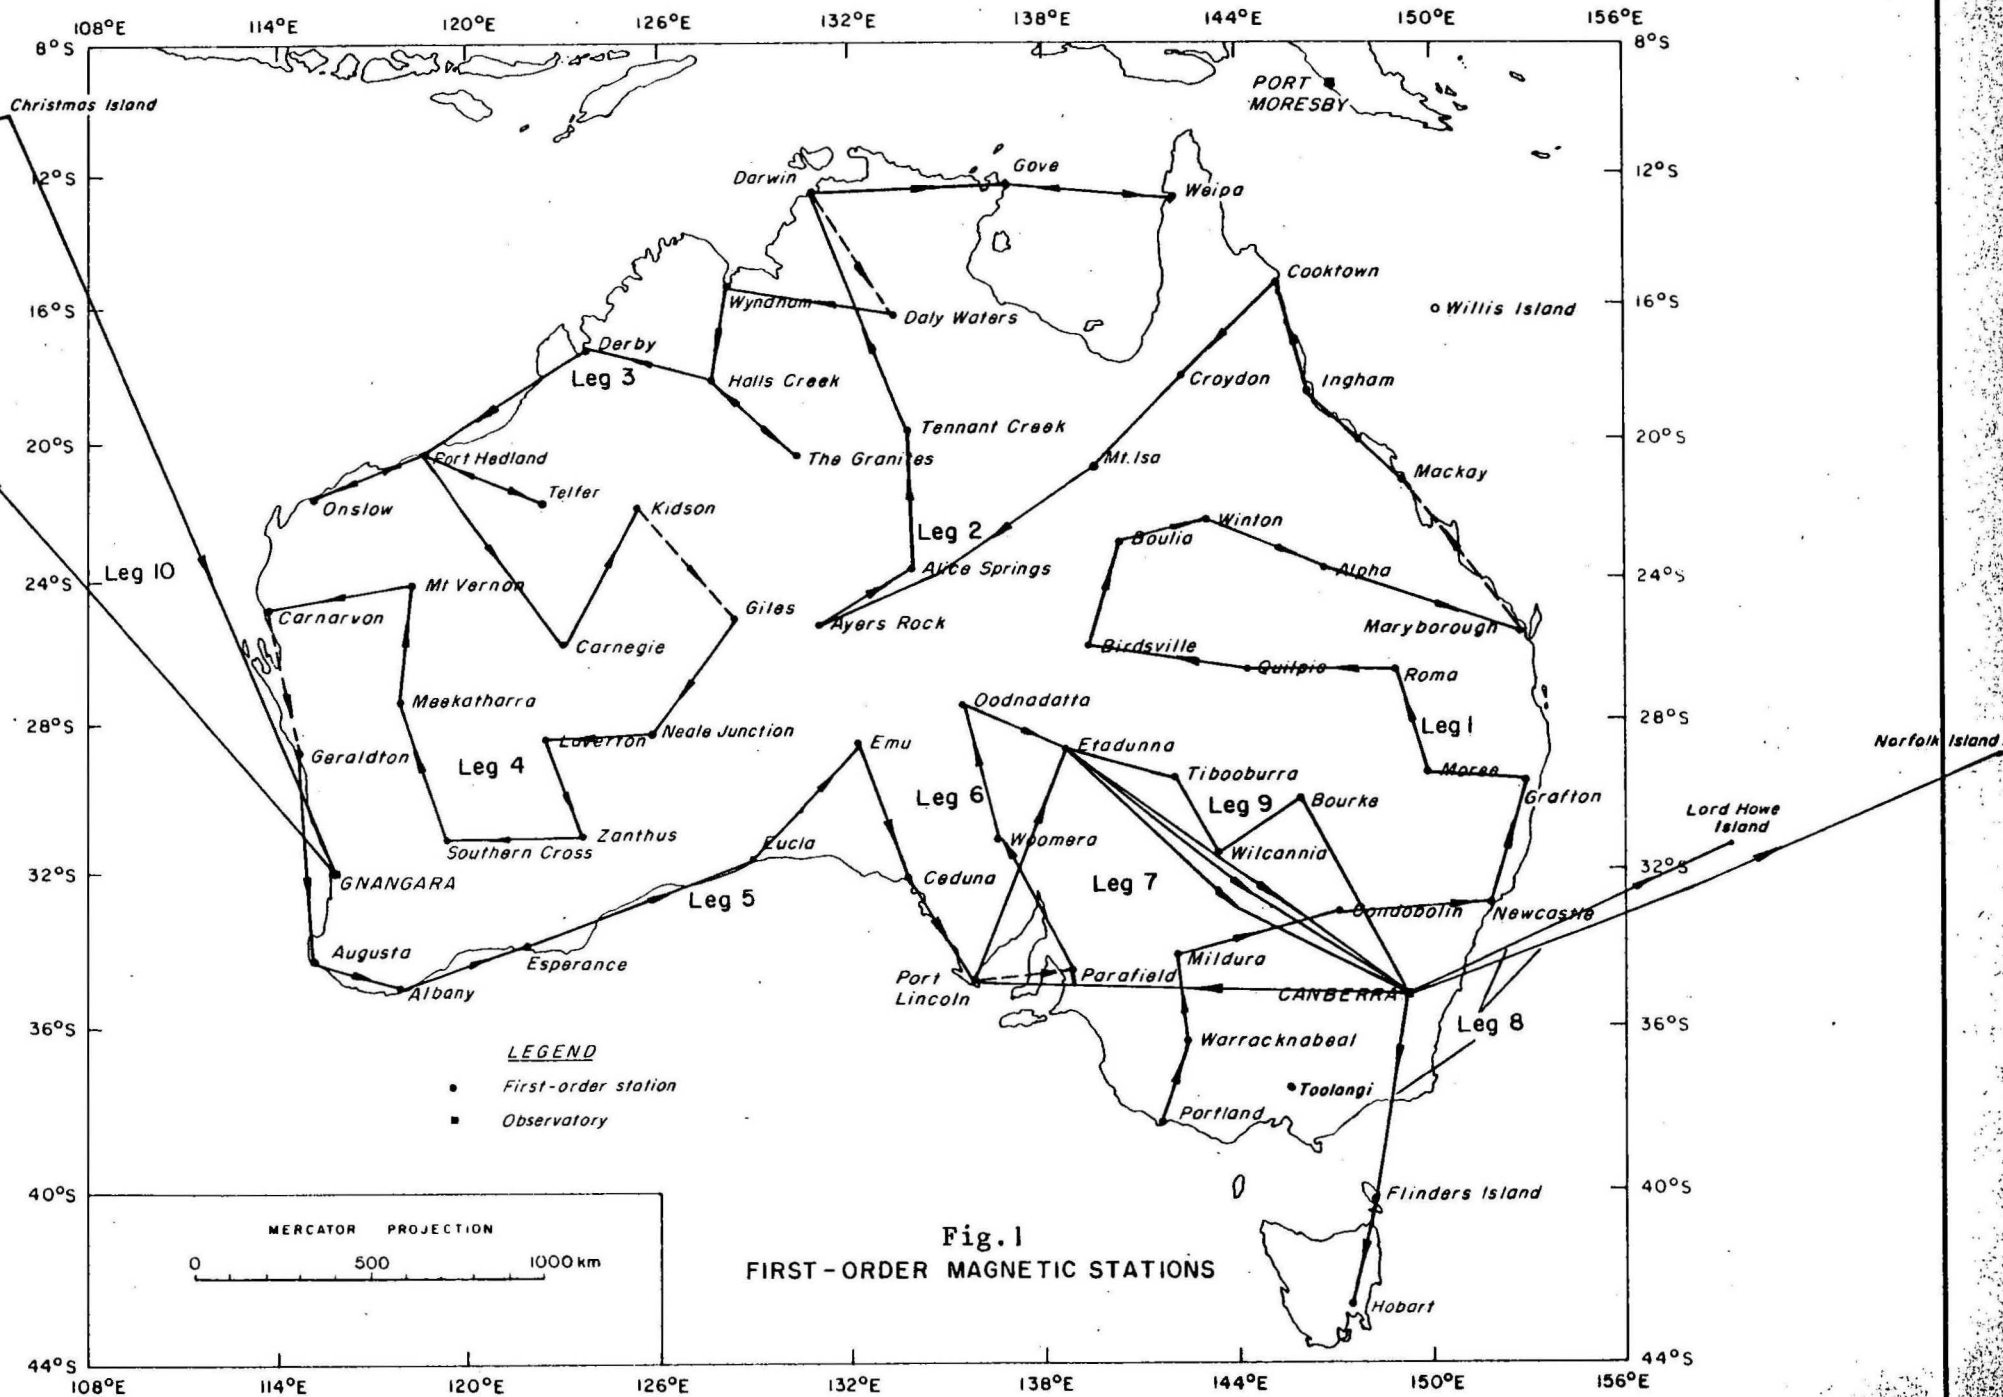 108°E 114°E 120°E 126°E 132°E 138°E 144°E 150°E 156°E
8°S 8°S
Christmas Island
PORT
MORESBY
12°S 12°S
Darwin
Gove
Weipa
Cooktown
Wyndham
Willis Island
16°S 16°S
Daly Waters
Derby
Leg 3
Halls Creek
Croydon
Ingham
Tennant Creek
20°S 20°S
Port Hedland
The Granites
Mt. Isa
Mackay
Telfer
Onslow
Kidson
Leg 2
Winton
Boulia
Leg 10
Alice Springs
Alpha
24°S 24°S
Mt Vernon
Carnarvon
Giles
Ayers Rock
Maryborough
Carnegie
Birdsville
Quilpie
Roma
Meekatharra
Oodnadatta
28°S 28°S
Leg 1
Neale Junction
Laverton
Emu
Etadunna
Norfolk Island
Geraldton
Leg 4
Moree
Tibooburra
Grafton
Leg 6
Leg 9
Bourke
Lord Howe
Island
Zanthus
Southern Cross
Eucla
Woomera
Wilcannia
32°S 32°S
GNANGARA
Ceduna
Leg 7
Leg 5
Condobolin
Newcastle
Augusta
Esperance
Mildura
Albany
Port
Lincoln
Parafield
CANBERRA
Leg 8
36°S 36°S
Warracknabeal
LEGEND
First-order station
Observatory
Toolangi
Portland
40°S 40°S
Flinders Island
MERCATOR PROJECTION
0 500 1000 km
Fig.1
FIRST-ORDER MAGNETIC STATIONS
Hobart
44°S 44°S
108°E 114°E 120°E 126°E 132°E 138°E 144°E 150°E 156°E